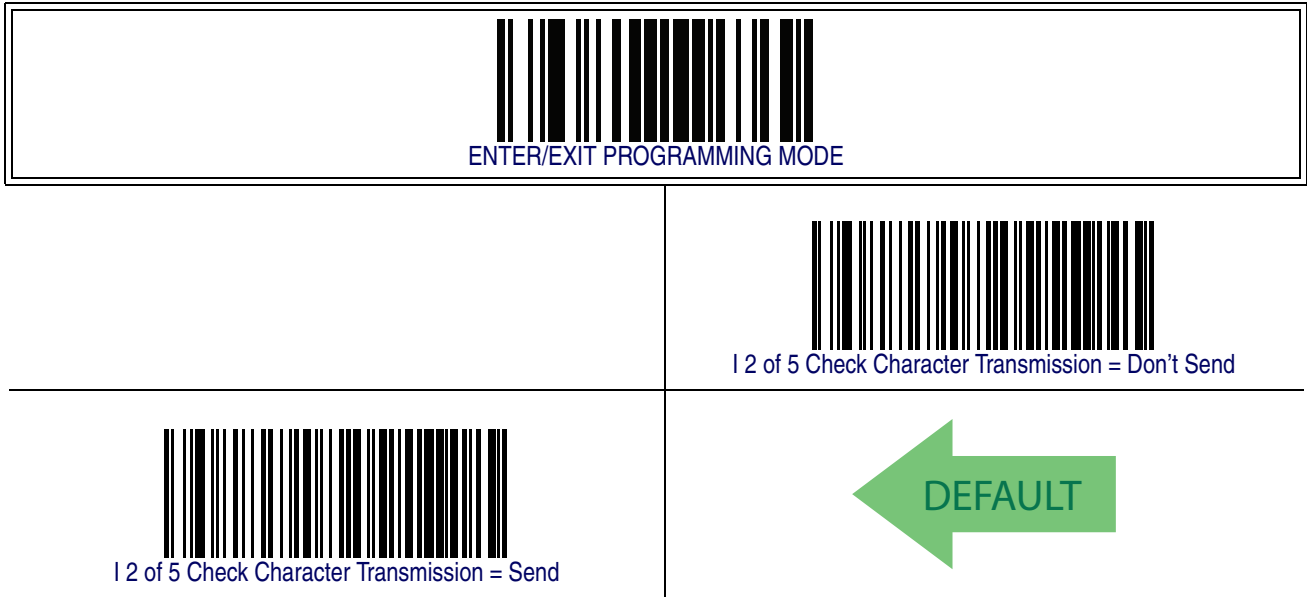 ENTER/EXIT PROGRAMMING MODE
I 2 of 5 Check Character Transmission = Don't Send
I 2 of 5 Check Character Transmission = Send
DEFAULT